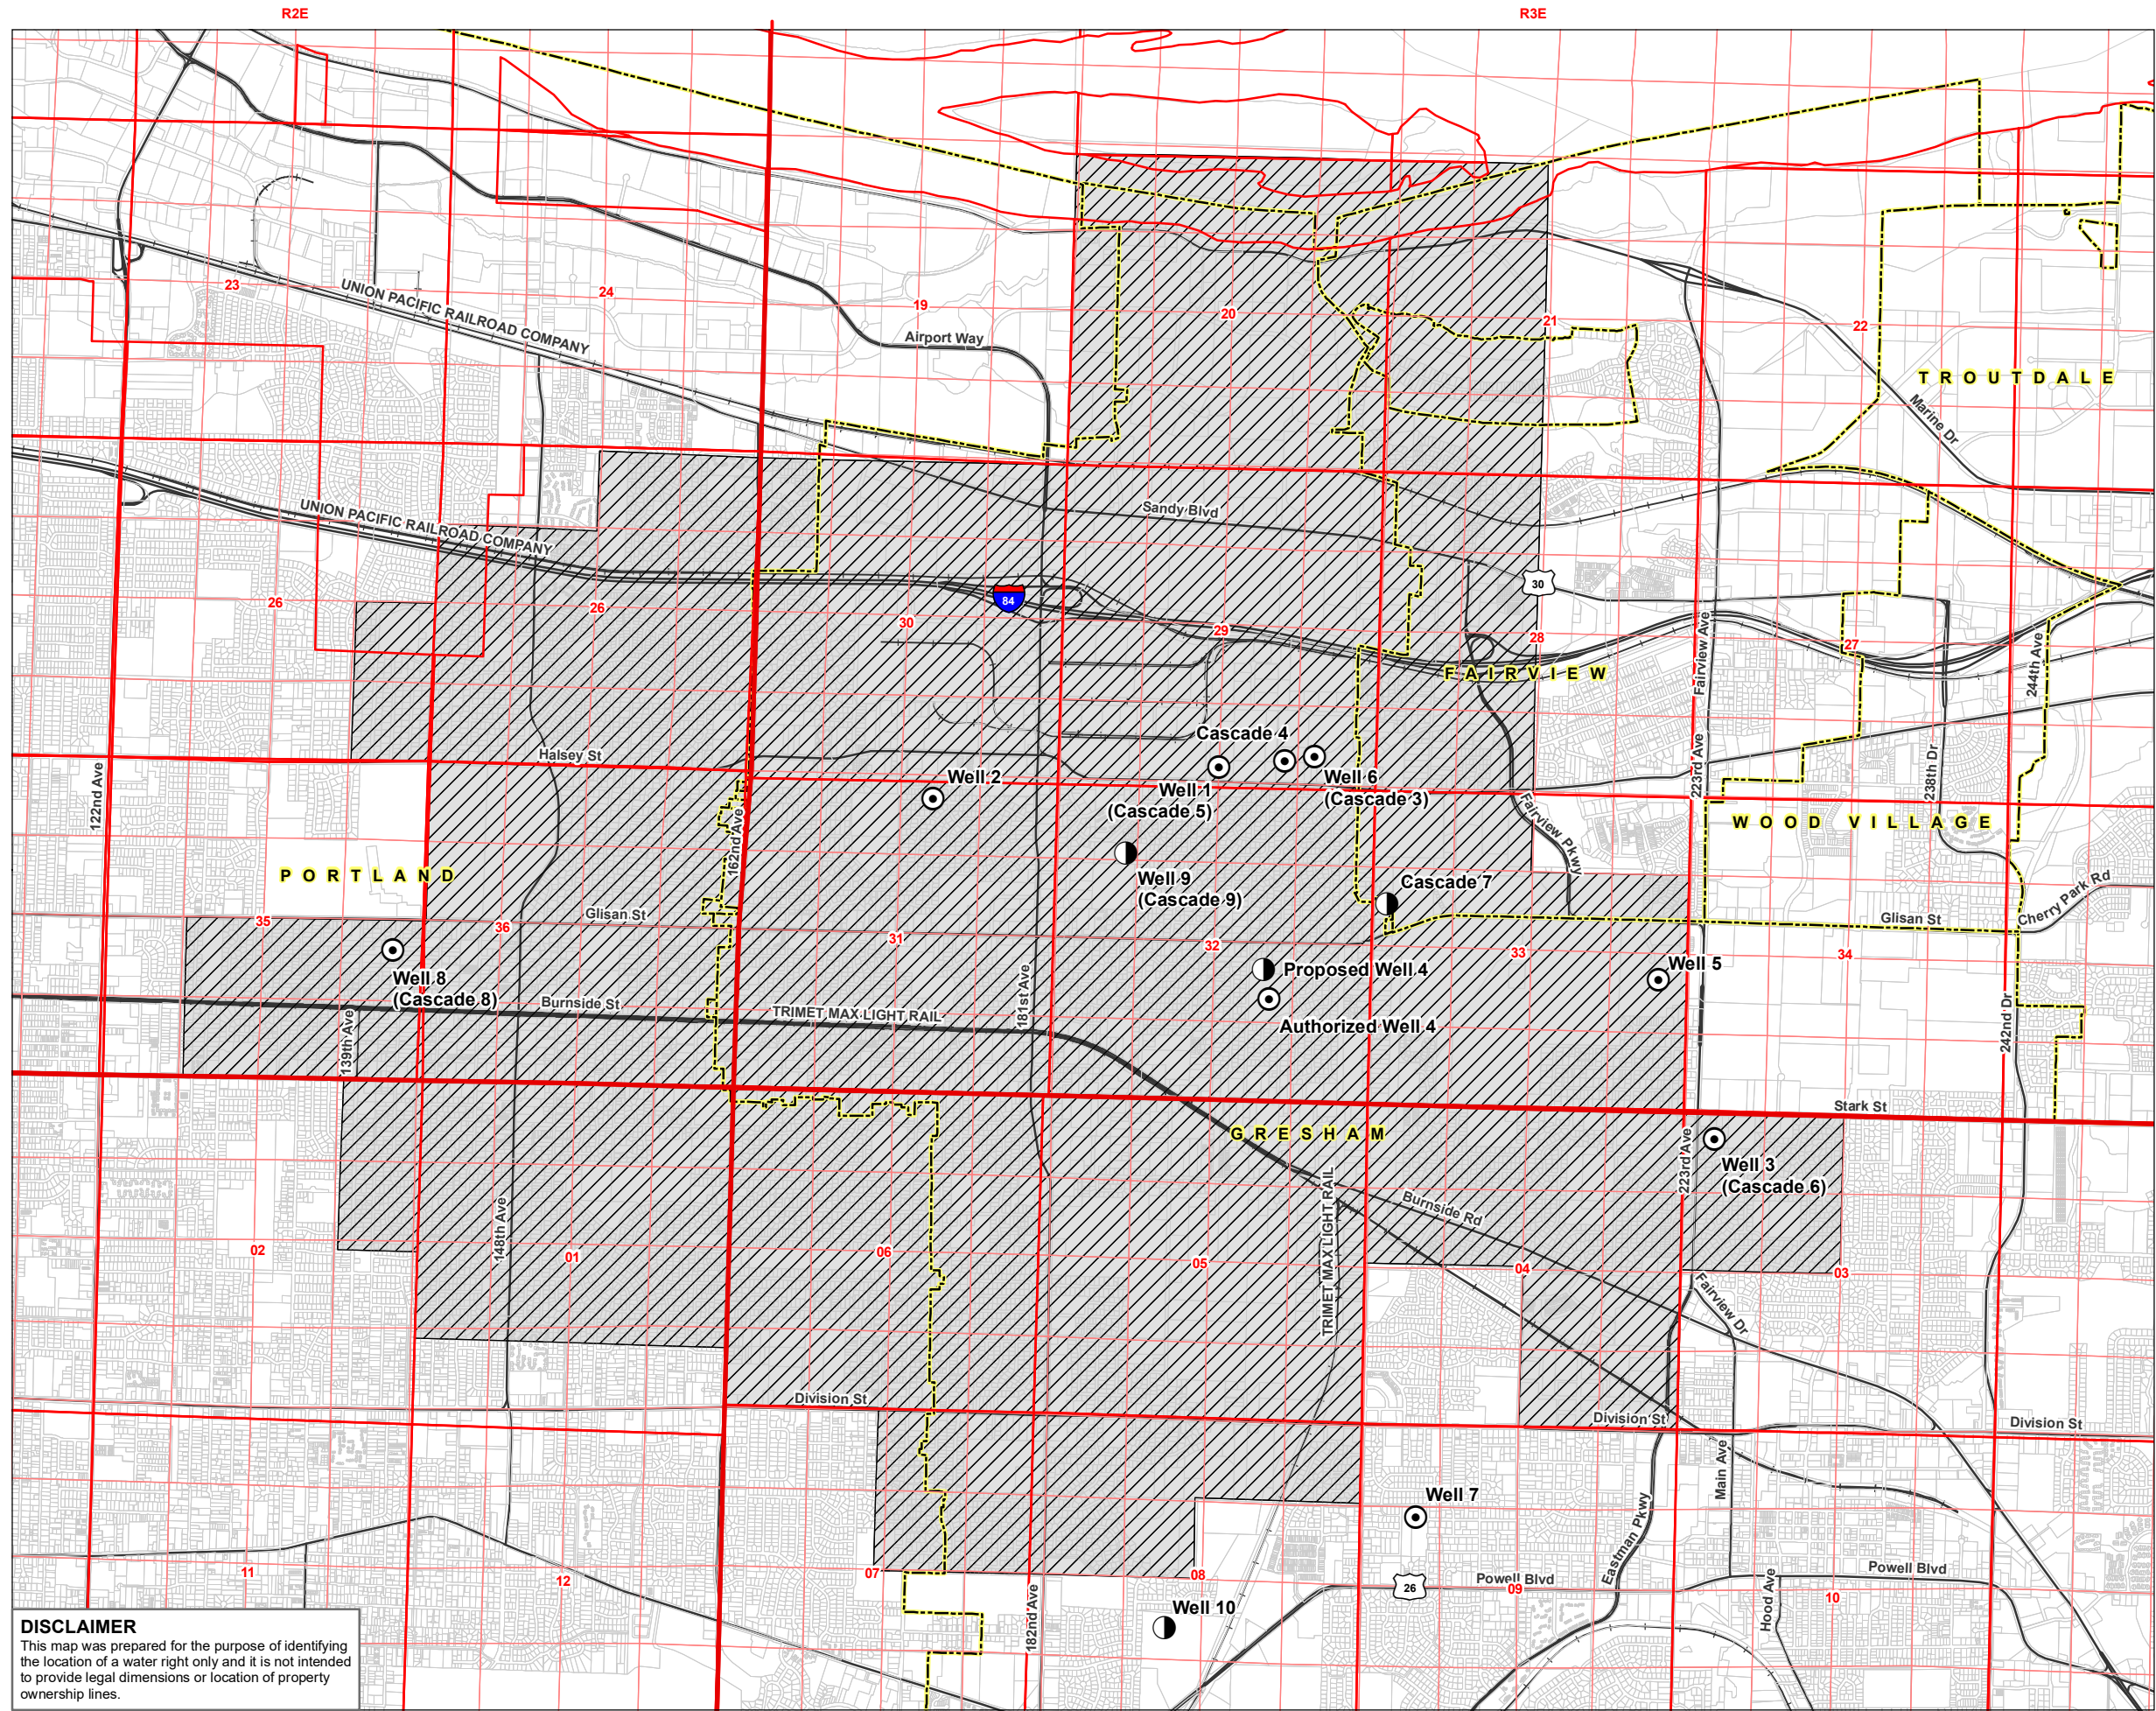 R2E
R3E
23
24
19
20
21
22
UNION PACIFIC RAILROAD COMPANY
Airport Way
TROUTDALE
Marine Dr
UNION PACIFIC RAILROAD COMPANY
Sandy Blvd
30
84
26
26
30
29
28
27
FAIRVIEW
Fairview Ave
244th Ave
Halsey St
Cascade 4
Well 2
Well 1
(Cascade 5)
Well 6
(Cascade 3)
122nd Ave
162nd Ave
223rd Ave
238th Dr
Fairview Pkwy
WOOD VILLAGE
PORTLAND
Well 9
(Cascade 9)
Cascade 7
Cherry Park Rd
Glisan St
Glisan St
35
36
31
32
33
34
Well 8
(Cascade 8)
Proposed Well 4
Authorized Well 4
Well 5
Burnside St
TRIMET MAX LIGHT RAIL
181st Ave
139th Ave
242nd Dr
Stark St
GRESHAM
Well 3
(Cascade 6)
223rd Ave
TRIMET MAX LIGHT RAIL
Burnside Rd
148th Ave
02
01
06
05
04
03
Fairview Dr
Division St
Division St
Division St
Main Ave
Well 7
Eastman Pkwy
11
12
07
08
09
10
26
Powell Blvd
Powell Blvd
Hood Ave
182nd Ave
Well 10
DISCLAIMER
This map was prepared for the purpose of identifying
the location of a water right only and it is not intended
to provide legal dimensions or location of property
ownership lines.